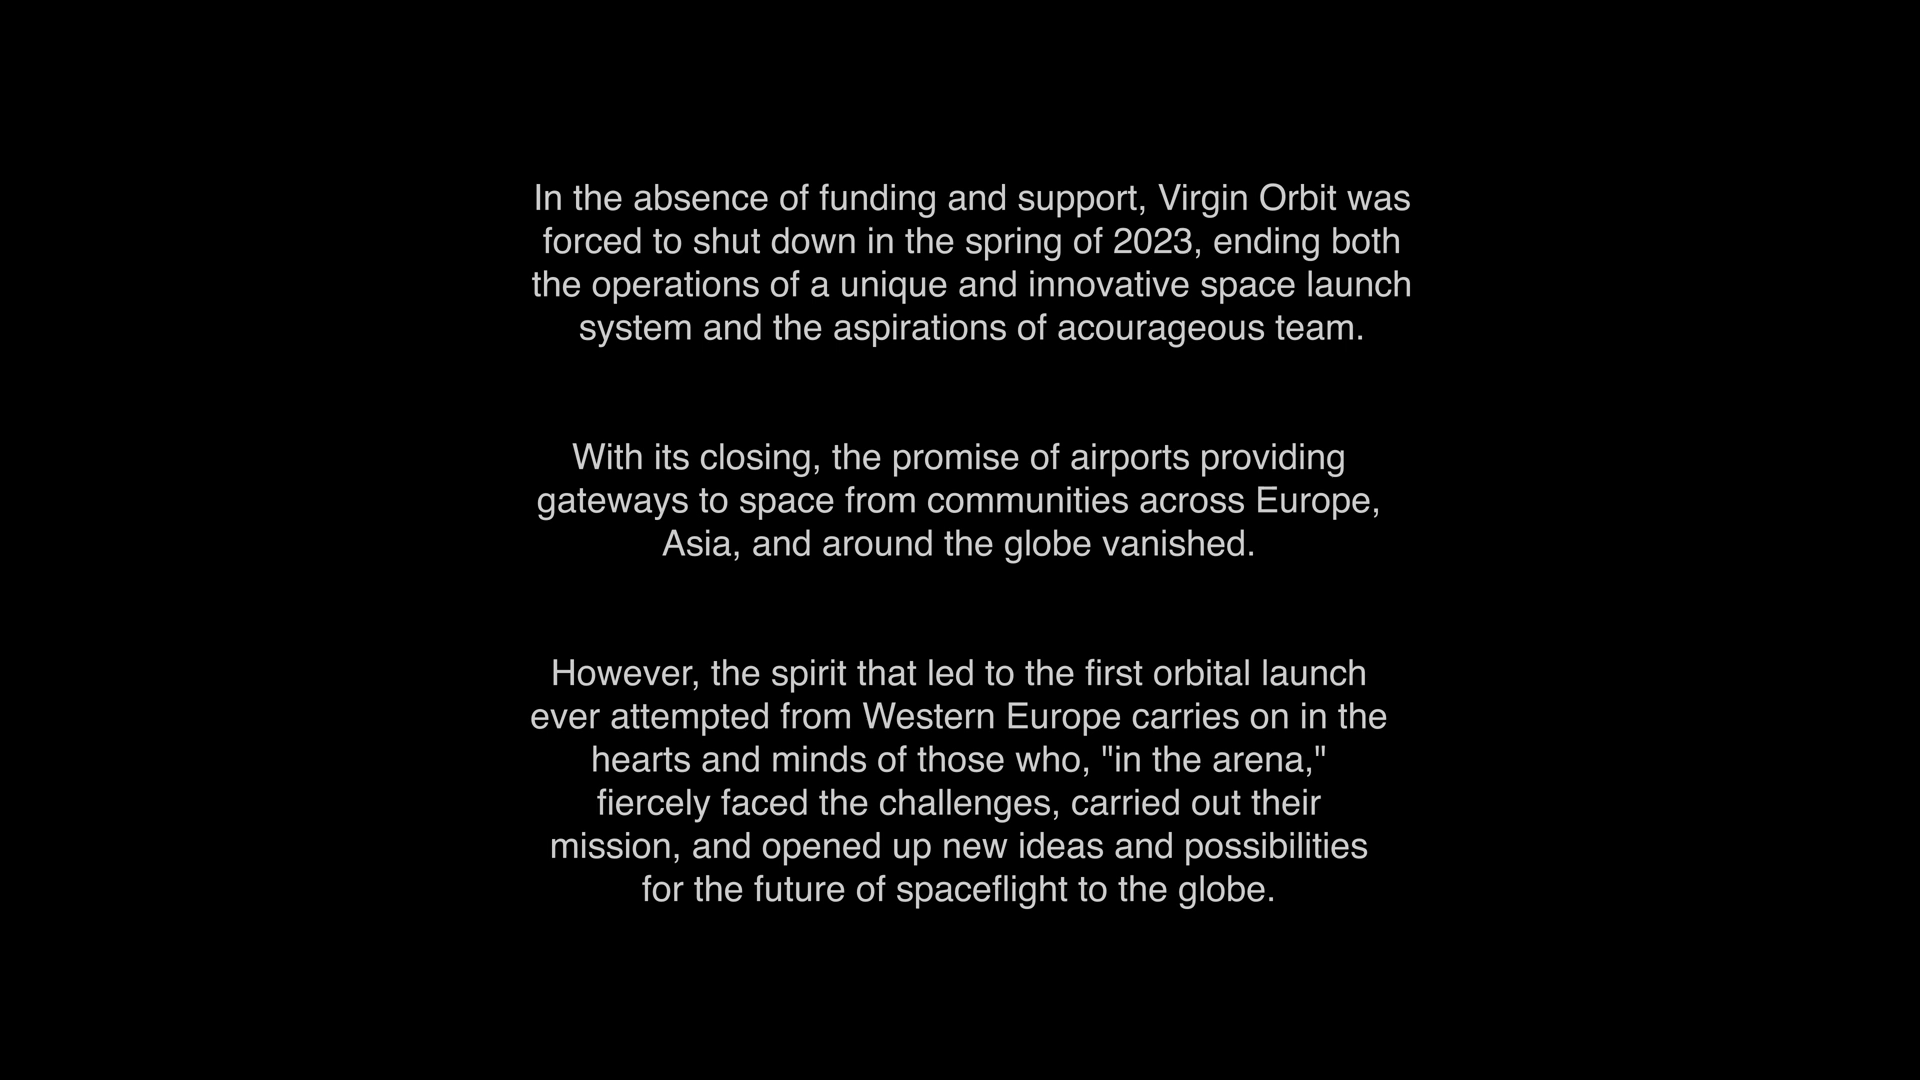 In the absence of funding and support, Virgin Orbit was
forced to shut down in the spring of 2023, ending both
the operations of a unique and innovative space launch
system and the aspirations of acourageous team.
With its closing, the promise of airports providing
gateways to space from communities across Europe,
Asia, and around the globe vanished.
However, the spirit that led to the first orbital launch
ever attempted from Western Europe carries on in the
hearts and minds of those who, "in the arena,"
fiercely faced the challenges, carried out their
mission, and opened up new ideas and possibilities
for the future of spaceflight to the globe.